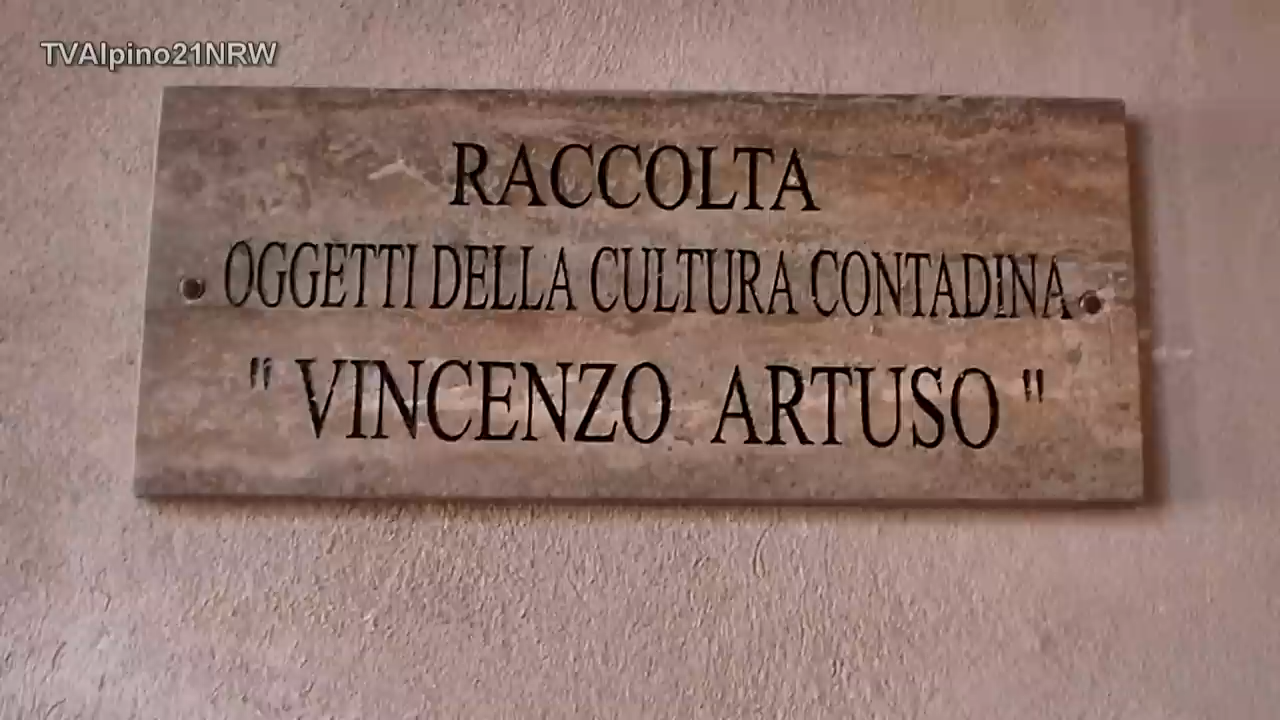 TVAlpino21NRW
RACCOLTA
OGGETTI DELLA CULTURA CONTADINA
" VINCENZO ARTUSO "